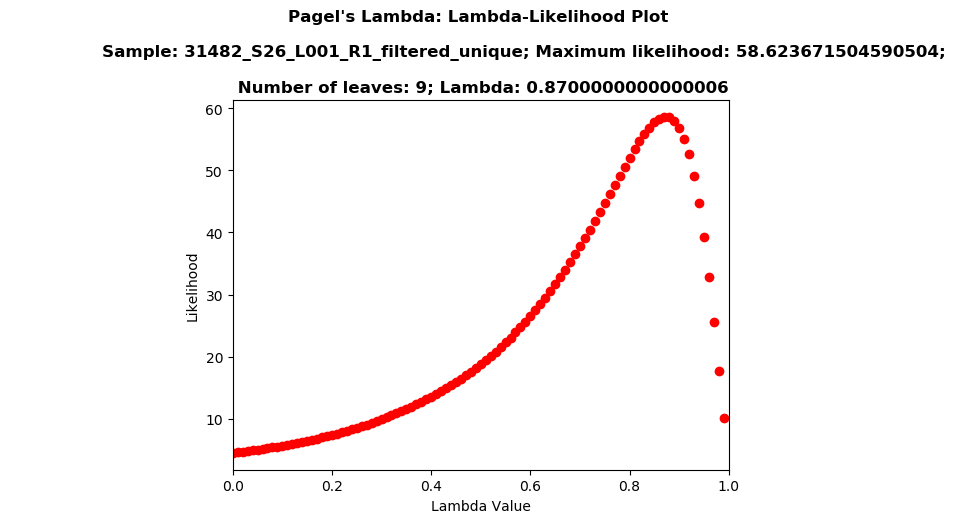 Pagel's Lambda: Lambda-Likelihood Plot
Sample: 31482_S26_L001_R1_filtered_unique; Maximum likelihood: 58.623671504590504;
Number of leaves: 9; Lambda: 0.8700000000000006
60
50
40
30
20
10
Likelihood
0.0 0.2 0.4 0.6 0.8 1.0
Lambda Value